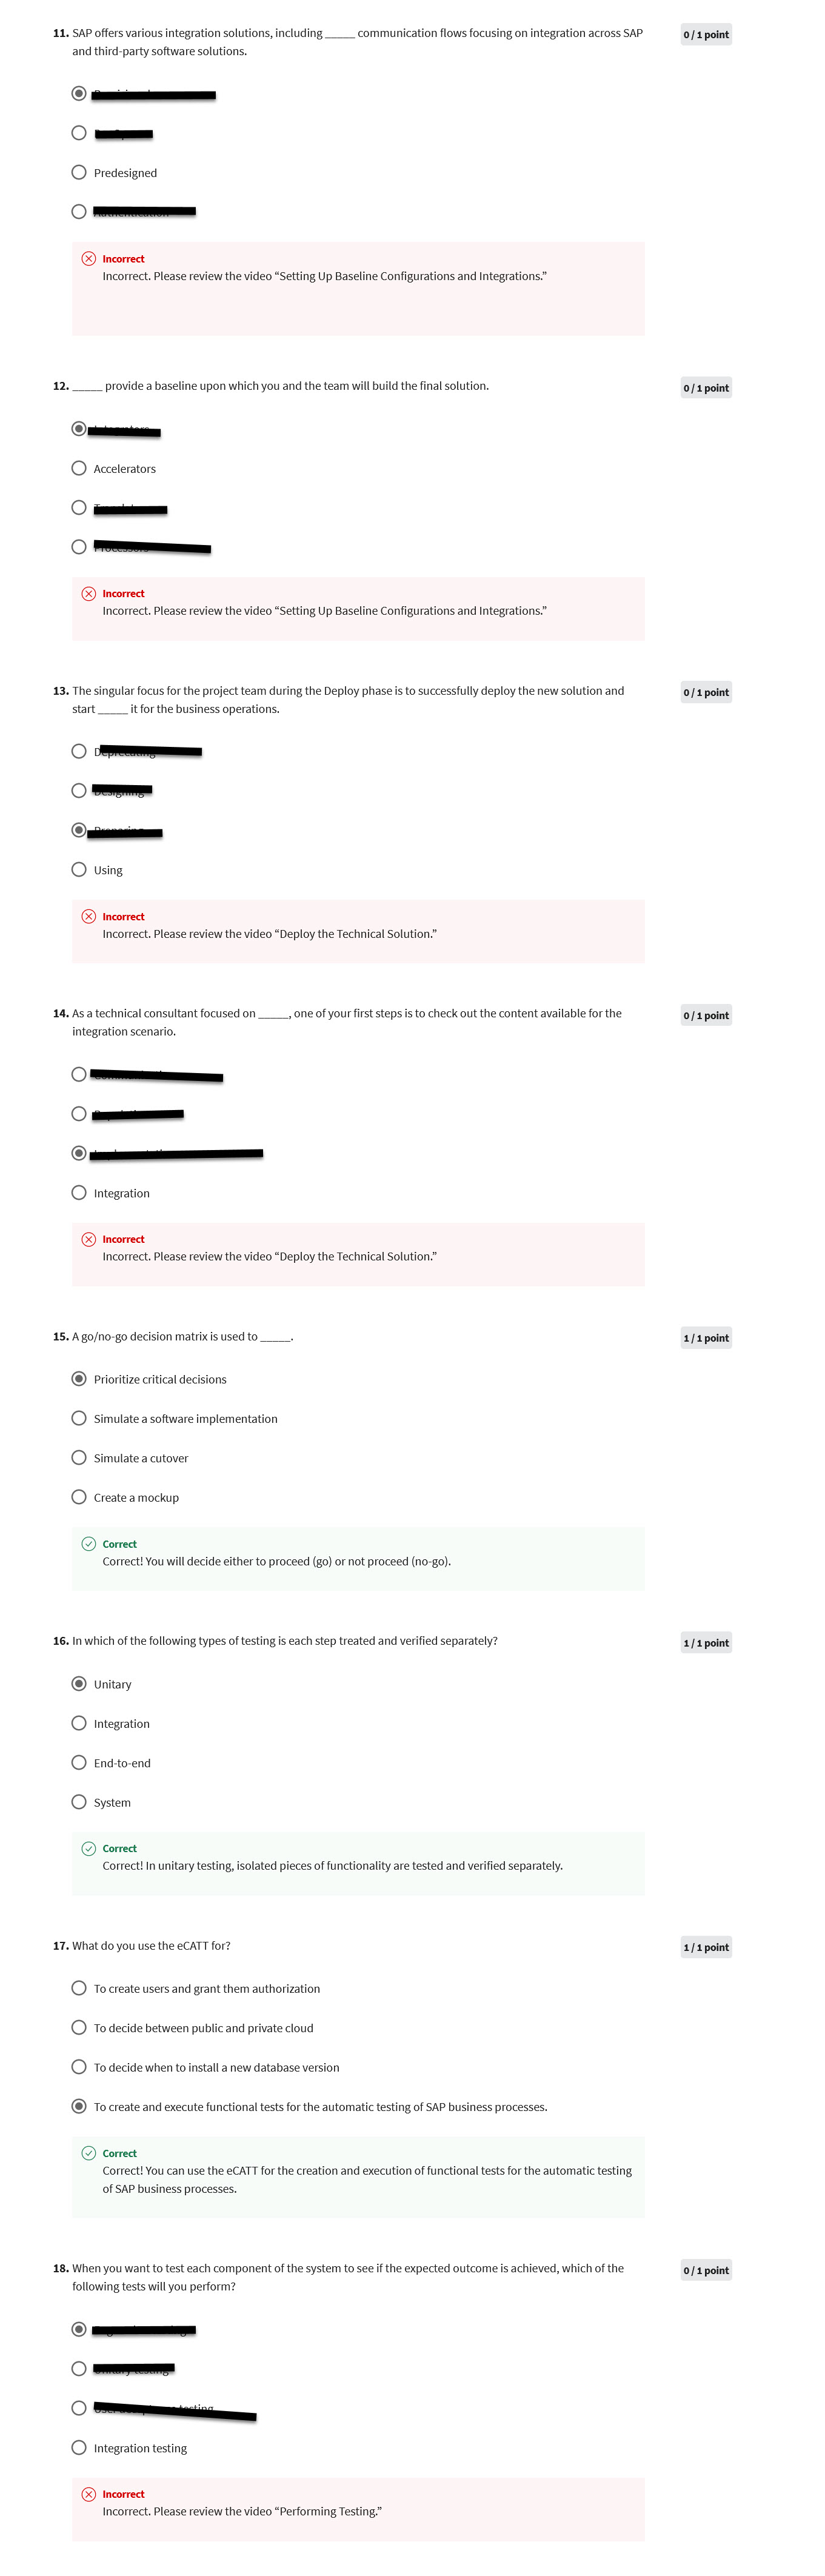 11. SAP offers various integration solutions, including _____ communication flows focusing on integration across SAP
and third-party software solutions.
0 / 1 point
Predesigned
Incorrect
Incorrect. Please review the video “Setting Up Baseline Configurations and Integrations.”
12. _____ provide a baseline upon which you and the team will build the final solution.
0 / 1 point
Accelerators
Incorrect
Incorrect. Please review the video “Setting Up Baseline Configurations and Integrations.”
13. The singular focus for the project team during the Deploy phase is to successfully deploy the new solution and
start _____ it for the business operations.
0 / 1 point
Using
Incorrect
Incorrect. Please review the video “Deploy the Technical Solution.”
14. As a technical consultant focused on _____, one of your first steps is to check out the content available for the
integration scenario.
0 / 1 point
Integration
Incorrect
Incorrect. Please review the video “Deploy the Technical Solution.”
15. A go/no-go decision matrix is used to _____.
1 / 1 point
Prioritize critical decisions
Simulate a software implementation
Simulate a cutover
Create a mockup
Correct
Correct! You will decide either to proceed (go) or not proceed (no-go).
16. In which of the following types of testing is each step treated and verified separately?
1 / 1 point
Unitary
Integration
End-to-end
System
Correct
Correct! In unitary testing, isolated pieces of functionality are tested and verified separately.
17. What do you use the eCATT for?
1 / 1 point
To create users and grant them authorization
To decide between public and private cloud
To decide when to install a new database version
To create and execute functional tests for the automatic testing of SAP business processes.
Correct
Correct! You can use the eCATT for the creation and execution of functional tests for the automatic testing
of SAP business processes.
18. When you want to test each component of the system to see if the expected outcome is achieved, which of the
following tests will you perform?
0 / 1 point
testing
Integration testing
Incorrect
Incorrect. Please review the video “Performing Testing.”